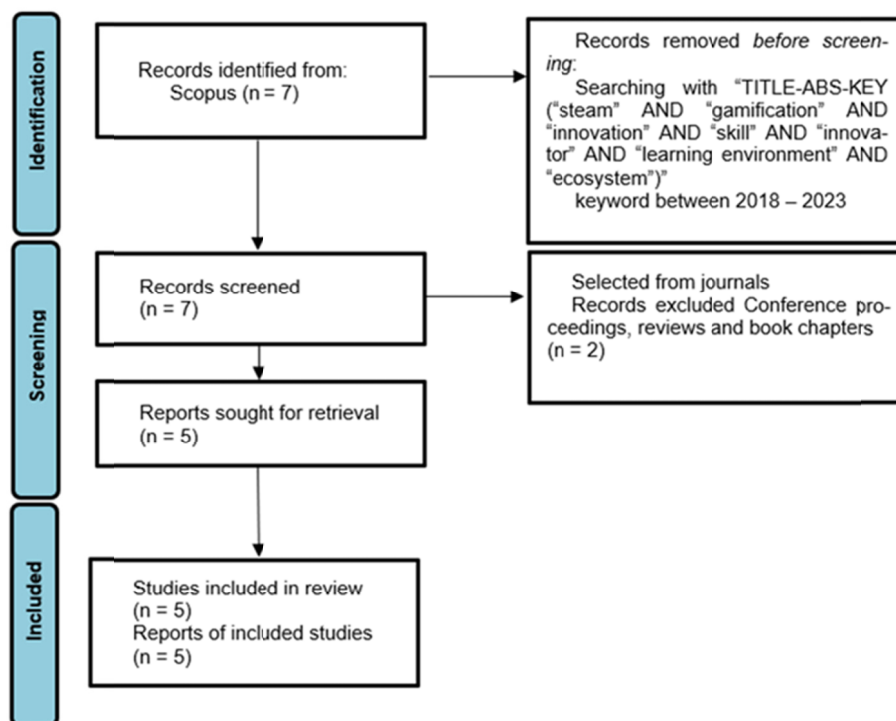 Identification
Records identified from:
Scopus (n = 7)
Records removed before screen-
ing:
Searching with “TITLE-ABS-KEY
(“steam” AND “gamification” AND
“innovation” AND “skill” AND “innova-
tor” AND “learning environment” AND
“ecosystem”)”
keyword between 2018 – 2023
Screening
Records screened
(n = 7)
Selected from journals
Records excluded Conference pro-
ceedings, reviews and book chapters
(n = 2)
Reports sought for retrieval
(n = 5)
Included
Studies included in review
(n = 5)
Reports of included studies
(n = 5)